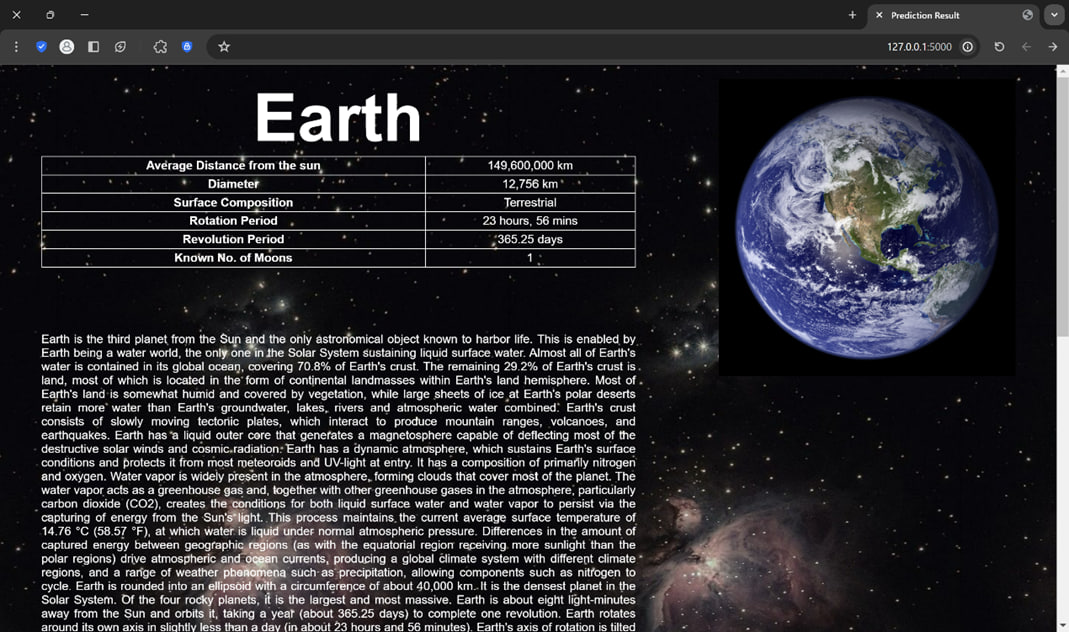 Prediction Result
127.0.0.1:5000
Earth
Average Distance from the sun 149,600,000 km
Diameter 12,756 km
Surface Composition Terrestrial
Rotation Period 23 hours, 56 mins
Revolution Period 365.25 days
Known No. of Moons 1
Earth is the third planet from the Sun and the only astronomical object known to harbor life. This is enabled by
Earth being a water world, the only one in the Solar System sustaining liquid surface water. Almost all of Earth's
water is contained in its global ocean, covering 70.8% of Earth's crust. The remaining 29.2% of Earth's crust is
land, most of which is located in the form of continental landmasses within Earth's land hemisphere. Most of
Earth's land is somewhat humid and covered by vegetation, while large sheets of ice at Earth's polar deserts
retain more water than Earth's groundwater, lakes, rivers and atmospheric water combined. Earth's crust
consists of slowly moving tectonic plates, which interact to produce mountain ranges, volcanoes, and
earthquakes. Earth has a liquid outer core that generates a magnetosphere capable of deflecting most of the
destructive solar winds and cosmic radiation. Earth has a dynamic atmosphere, which sustains Earth's surface
conditions and protects it from most meteoroids and UV-light at entry. It has a composition of primarily nitrogen
and oxygen. Water vapor is widely present in the atmosphere, forming clouds that cover most of the planet. The
water vapor acts as a greenhouse gas and, together with other greenhouse gases in the atmosphere, particularly
carbon dioxide (CO2), creates the conditions for both liquid surface water and water vapor to persist via the
capturing of energy from the Sun's light. This process maintains the current average surface temperature of
14.76 °C (58.57 °F), at which water is liquid under normal atmospheric pressure. Differences in the amount of
captured energy between geographic regions (as with the equatorial region receiving more sunlight than the
polar regions) drive atmospheric and ocean currents, producing a global climate system with different climate
regions, and a range of weather phenomena such as precipitation, allowing components such as nitrogen to
cycle. Earth is rounded into an ellipsoid with a circumference of about 40,000 km. It is the densest planet in the
Solar System. Of the four rocky planets, it is the largest and most massive. Earth is about eight light-minutes
away from the Sun and orbits it, taking a year (about 365.25 days) to complete one revolution. Earth rotates
around its own axis in slightly less than a day (in about 23 hours and 56 minutes). Earth's axis of rotation is tilted